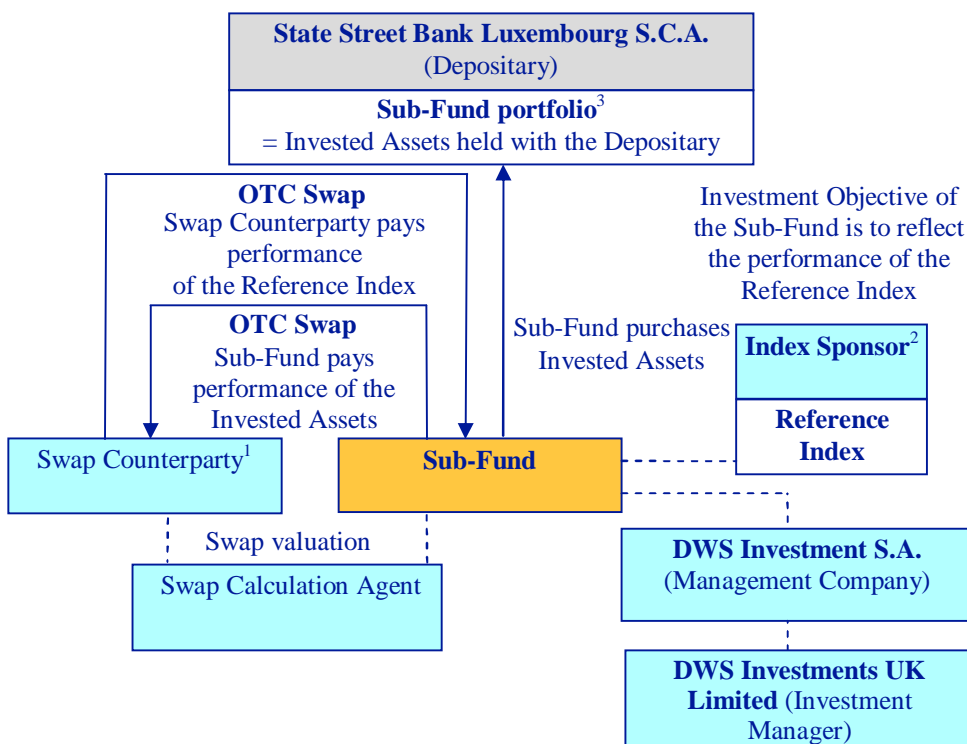 State Street Bank Luxembourg S.C.A.
(Depositary)
Sub-Fund portfolio³
= Invested Assets held with the Depositary
OTC Swap
Swap Counterparty pays
performance
of the Reference Index
OTC Swap
Sub-Fund pays
performance of the
Invested Assets
Sub-Fund purchases
Invested Assets
Investment Objective of
the Sub-Fund is to reflect
the performance of the
Reference Index
Index Sponsor²
Reference
Index
Swap Counterparty¹
Sub-Fund
Swap valuation
Swap Calculation Agent
DWS Investment S.A.
(Management Company)
DWS Investments UK
Limited (Investment
Manager)